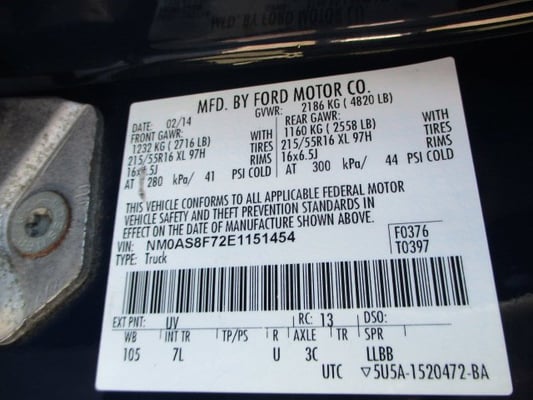 MFD. BY FORD MOTOR CO.
DATE: 02/14 GVWR: 2186 KG ( 4820 LB)
FRONT GAWR: REAR GAWR:
1232 KG ( 2716 LB) WITH 1160 KG ( 2558 LB) WITH
215/55R16 XL 97H TIRES 215/55R16 XL 97H TIRES
16x6.5J RIMS 16x6.5J RIMS
AT 280 kPa/ 41 PSI COLD AT 300 kPa/ 44 PSI COLD
THIS VEHICLE CONFORMS TO ALL APPLICABLE FEDERAL MOTOR
VEHICLE SAFETY AND THEFT PREVENTION STANDARDS IN
EFFECT ON THE DATE OF MANUFACTURE SHOWN ABOVE.
VIN: NM0AS8F72E1151454 F0376
TYPE: Truck T0397
EXT PNT: UV RC: 13 DSO:
WB INT TR TP/PS R AXLE TR SPR
105 7L U 3C LLBB
UTC ▽5U5A-1520472-BA